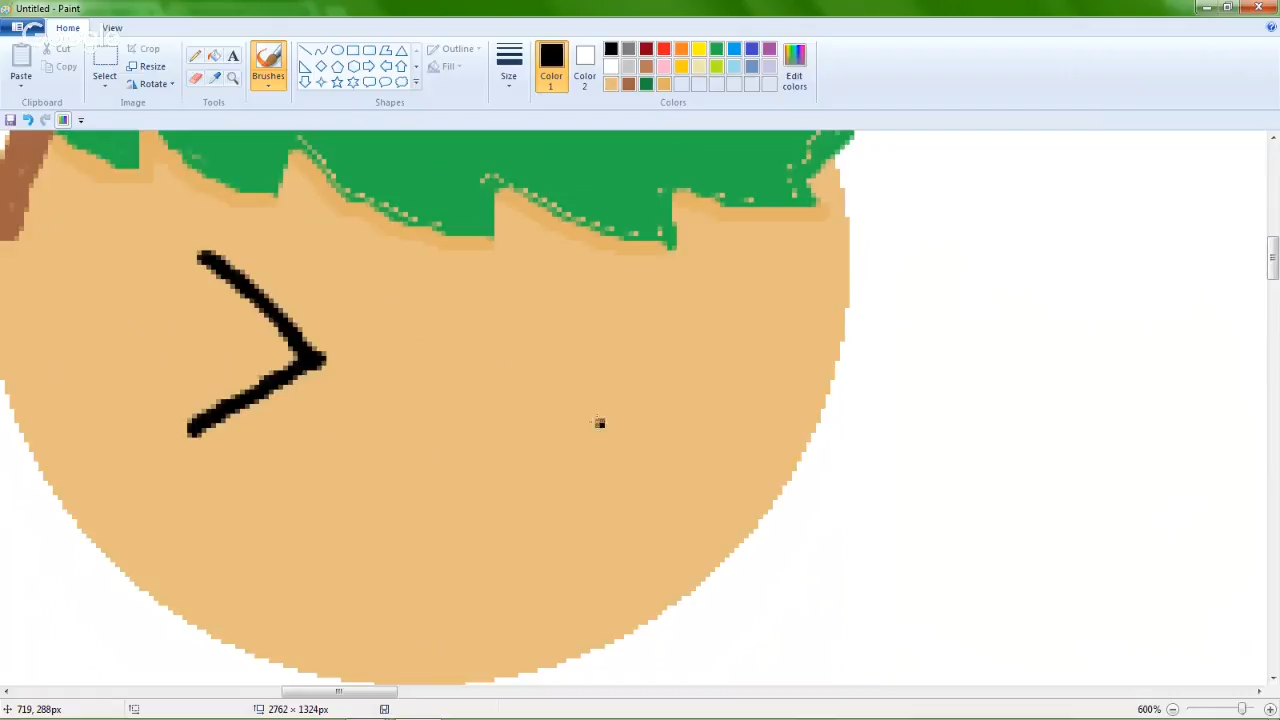 Untitled - Paint
Home View
Paste
Cut
Copy
Clipboard
Select
Crop
Resize
Rotate
Image
A
Tools
Brushes
Outline
Fill
Shapes
Size
Color 1
Color 2
Edit colors
Colors
719, 288px
2762 × 1324px
600%